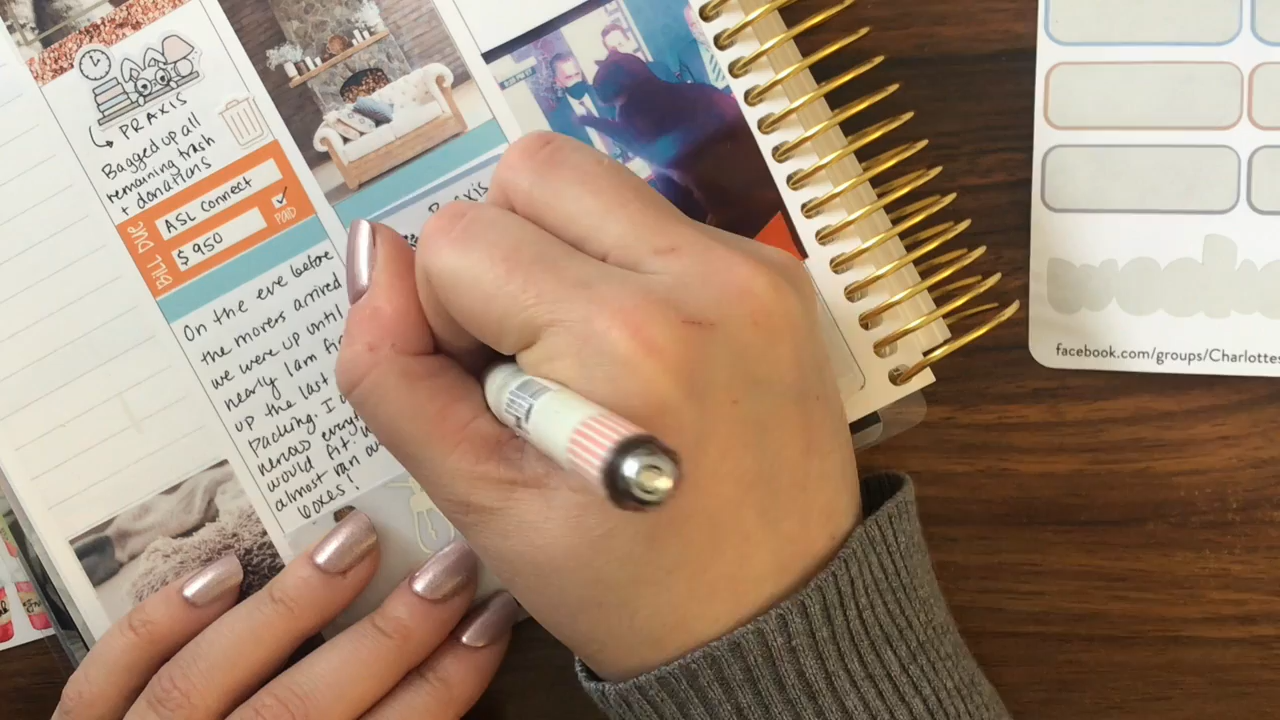 PRAXIS
Bagged up all
remaining trash
+ donations
BILL DUE
ASL Connect
$950
PAID
On the eve before
the movers arrived
we were up until
nearly 1am
up the last
packing. I
nervous
would fit. 
almost ran
boxes!
facebook.com/groups/Charlottes